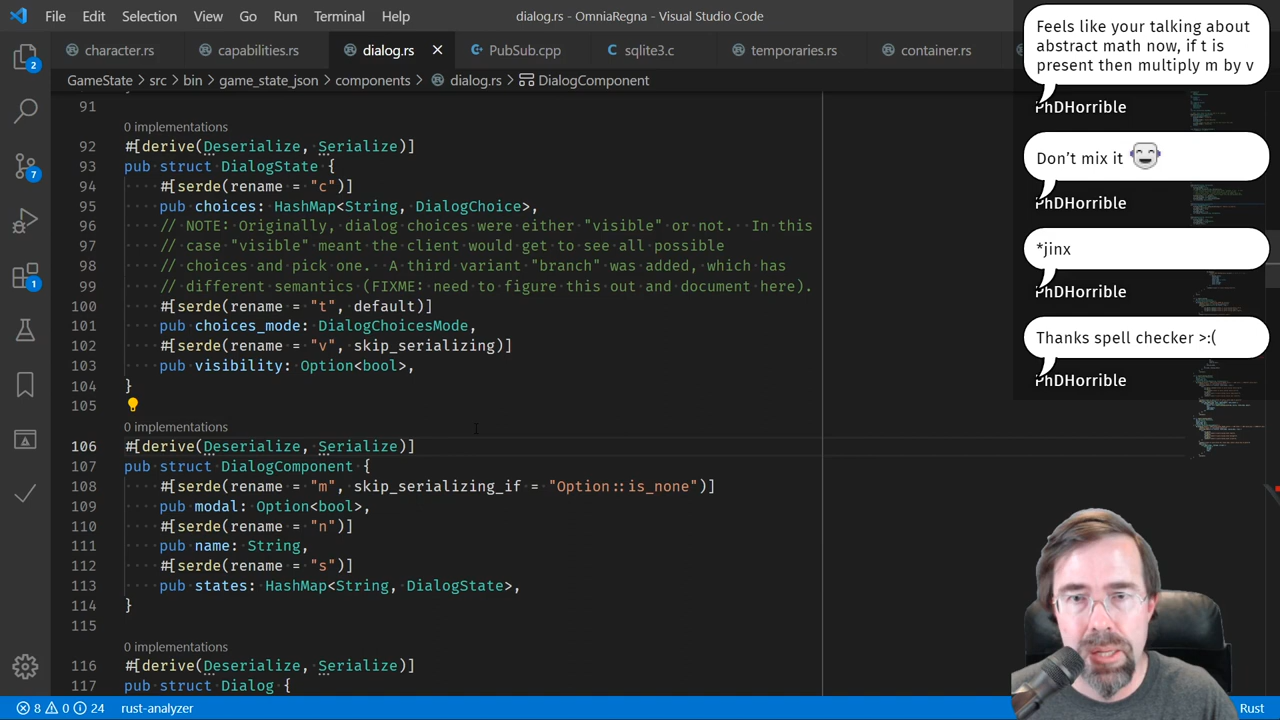 File Edit Selection View Go Run Terminal Help
dialog.rs - OmniaRegna - Visual Studio Code
character.rs capabilities.rs dialog.rs PubSub.cpp sqlite3.c temporaries.rs container.rs
GameState > src > bin > game_state_json > components > dialog.rs > DialogComponent
91
0 implementations
92 #[derive(Deserialize, Serialize)]
93 pub struct DialogState {
94 #[serde(rename = "c")]
95 pub choices: HashMap<String, DialogChoice>,
96 // NOTE: Originally, dialog choices were either "visible" or not. In this
97 // case "visible" meant the client would get to see all possible
98 // choices and pick one. A third variant "branch" was added, which has
99 // different semantics (FIXME: need to figure this out and document here).
100 #[serde(rename = "t", default)]
101 pub choices_mode: DialogChoicesMode,
102 #[serde(rename = "v", skip_serializing)]
103 pub visibility: Option<bool>,
104 }
105
0 implementations
106 #[derive(Deserialize, Serialize)]
107 pub struct DialogComponent {
108 #[serde(rename = "m", skip_serializing_if = "Option::is_none")]
109 pub modal: Option<bool>,
110 #[serde(rename = "n")]
111 pub name: String,
112 #[serde(rename = "s")]
113 pub states: HashMap<String, DialogState>,
114 }
115
0 implementations
116 #[derive(Deserialize, Serialize)]
117 pub struct Dialog {
2
7
1
8 0 24 rust-analyzer
Rust
Feels like your talking about
abstract math now, if t is
present then multiply m by v
PhDHorrible
Don't mix it
PhDHorrible
*jinx
PhDHorrible
Thanks spell checker >:(
PhDHorrible